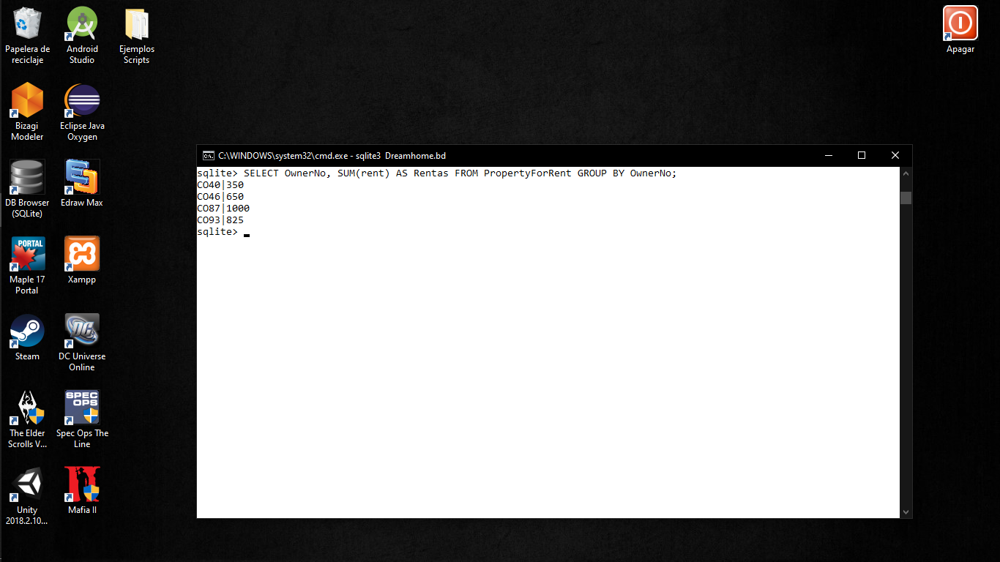 Papelera de
reciclaje
Android
Studio
Ejemplos
Scripts
Apagar
Bizagi
Modeler
Eclipse Java
Oxygen
DB Browser
(SQLite)
Edraw Max
PORTAL
Maple 17
Portal
Xampp
Steam
DC
DC Universe
Online
The Elder
Scrolls V...
SPEC
OPS
Spec Ops The
Line
Unity
2018.2.10...
II
Mafia II
C:\. C:\WINDOWS\system32\cmd.exe - sqlite3  Dreamhome.bd
sqlite> SELECT OwnerNo, SUM(rent) AS Rentas FROM PropertyForRent GROUP BY OwnerNo;
CO40|350
CO46|650
CO87|1000
CO93|825
sqlite>